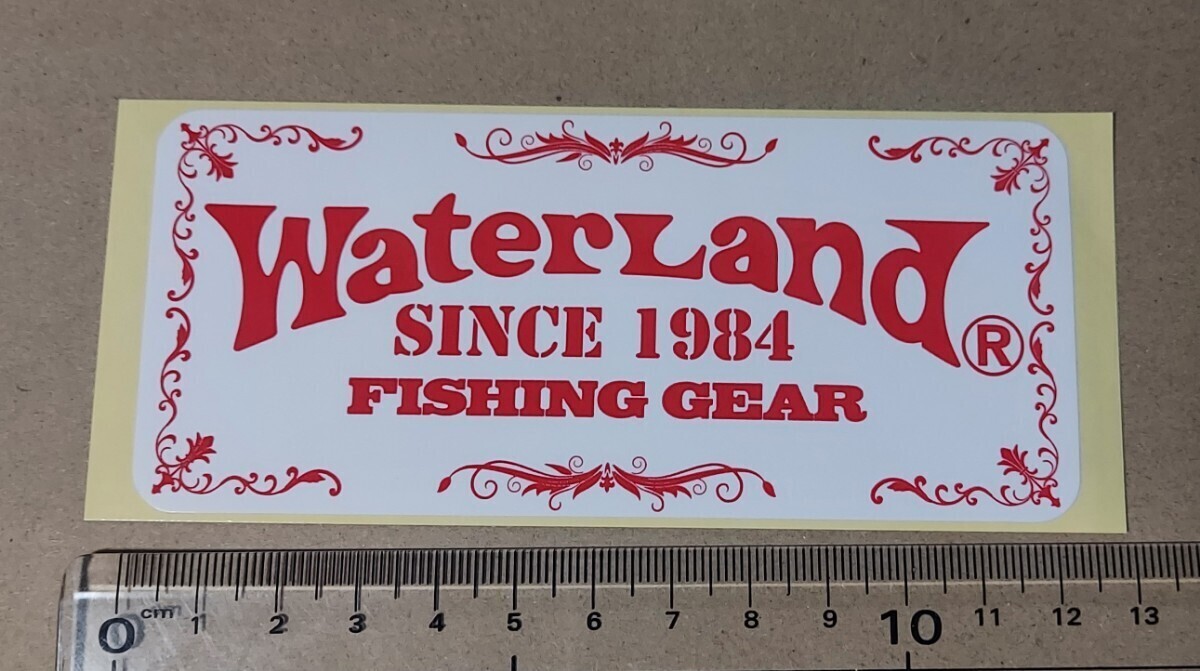 WaterLand®
SINCE 1984
FISHING GEAR
0 cm 1 2 3 4 5 6 7 8 9 10 11 12 13